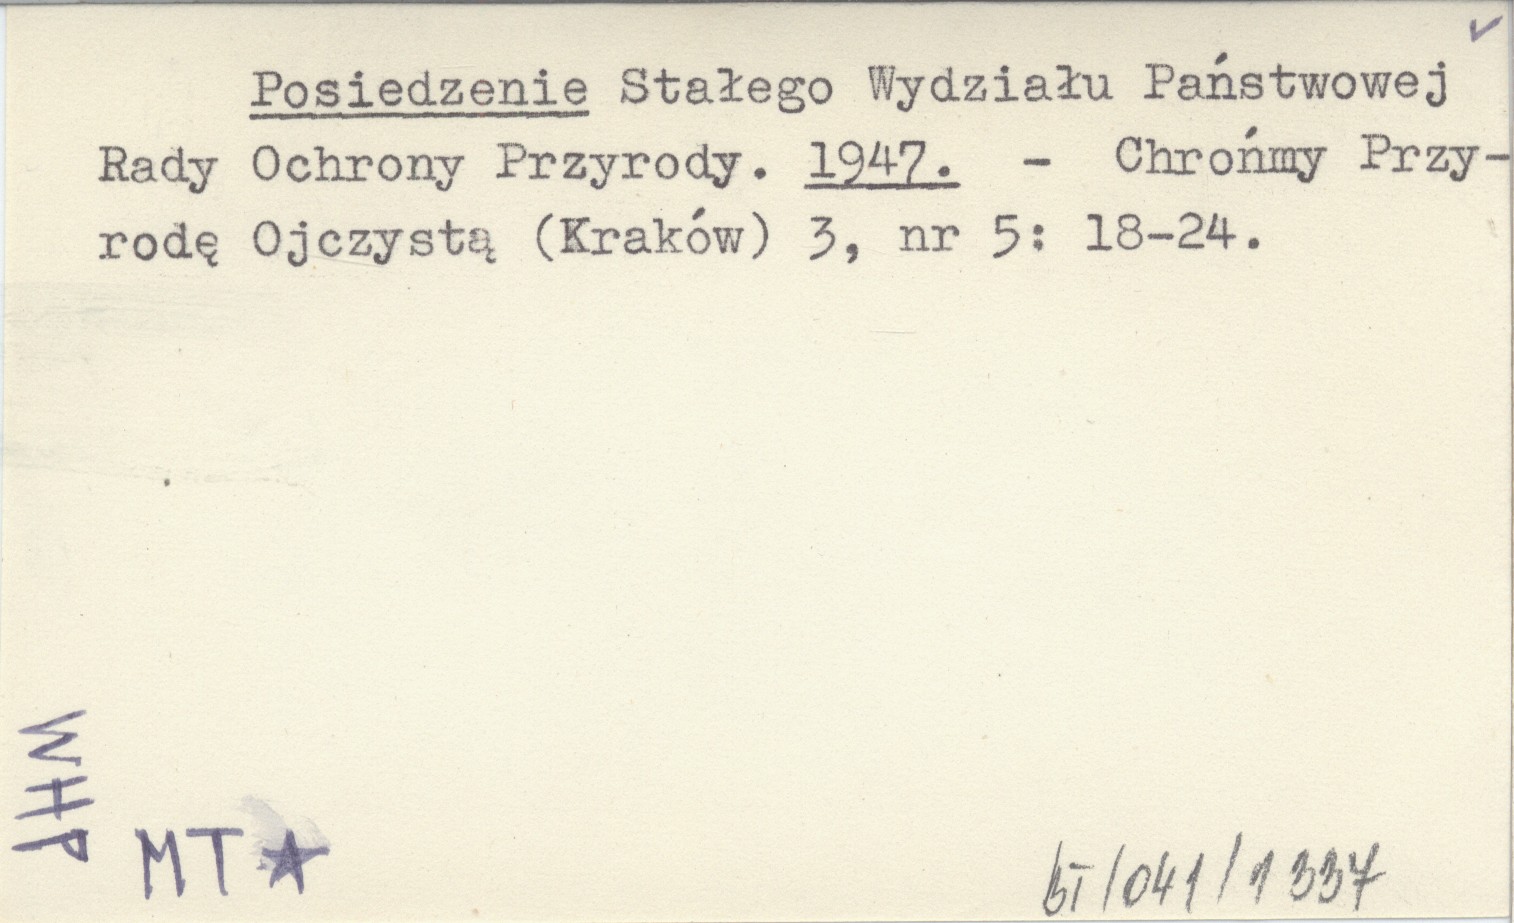 Posiedzenie Stałego Wydziału Państwowej
Rady Ochrony Przyrody. 1947. - Chrońmy Przy-
rodę Ojczystą (Kraków) 3, nr 5: 18-24.
WHP
MT★
BI/041/1337